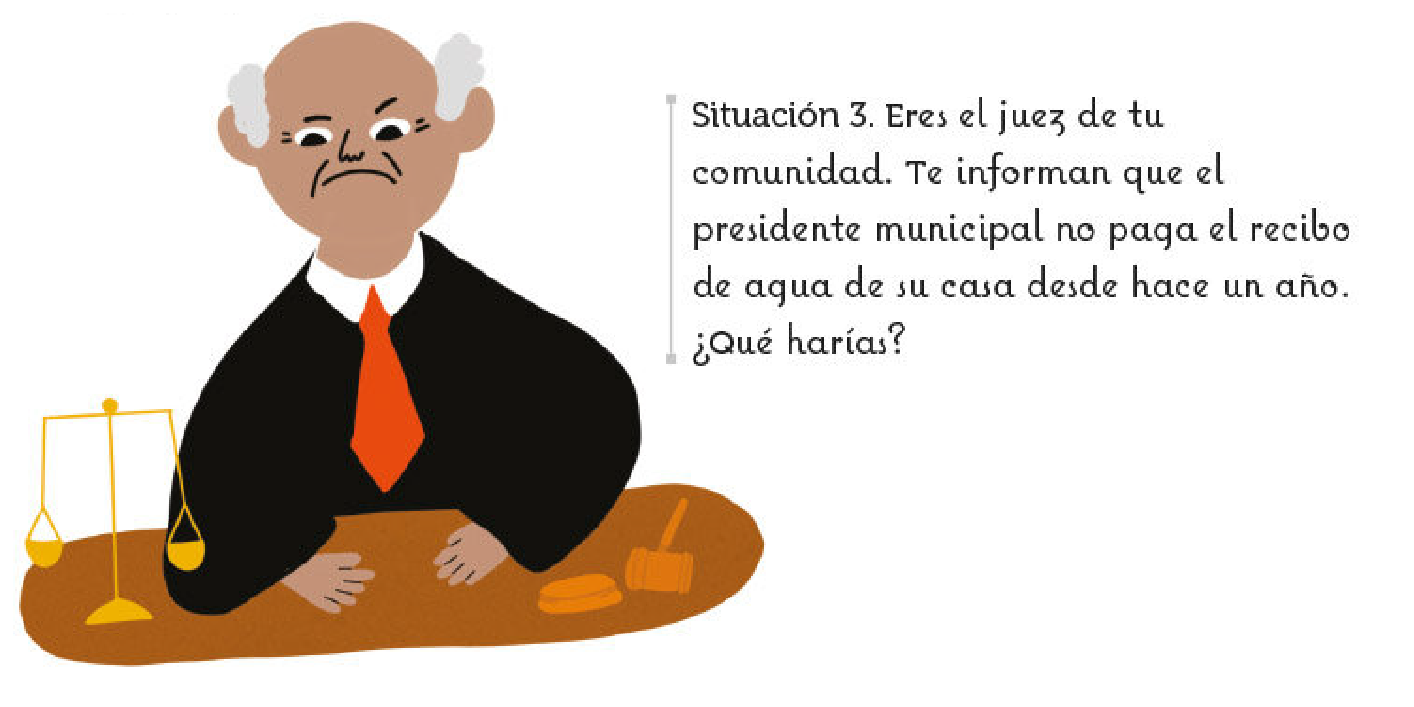 Situación 3. Eres el juez de tu
comunidad. Te informan que el
presidente municipal no paga el recibo
de agua de su casa desde hace un año.
¿Qué harías?